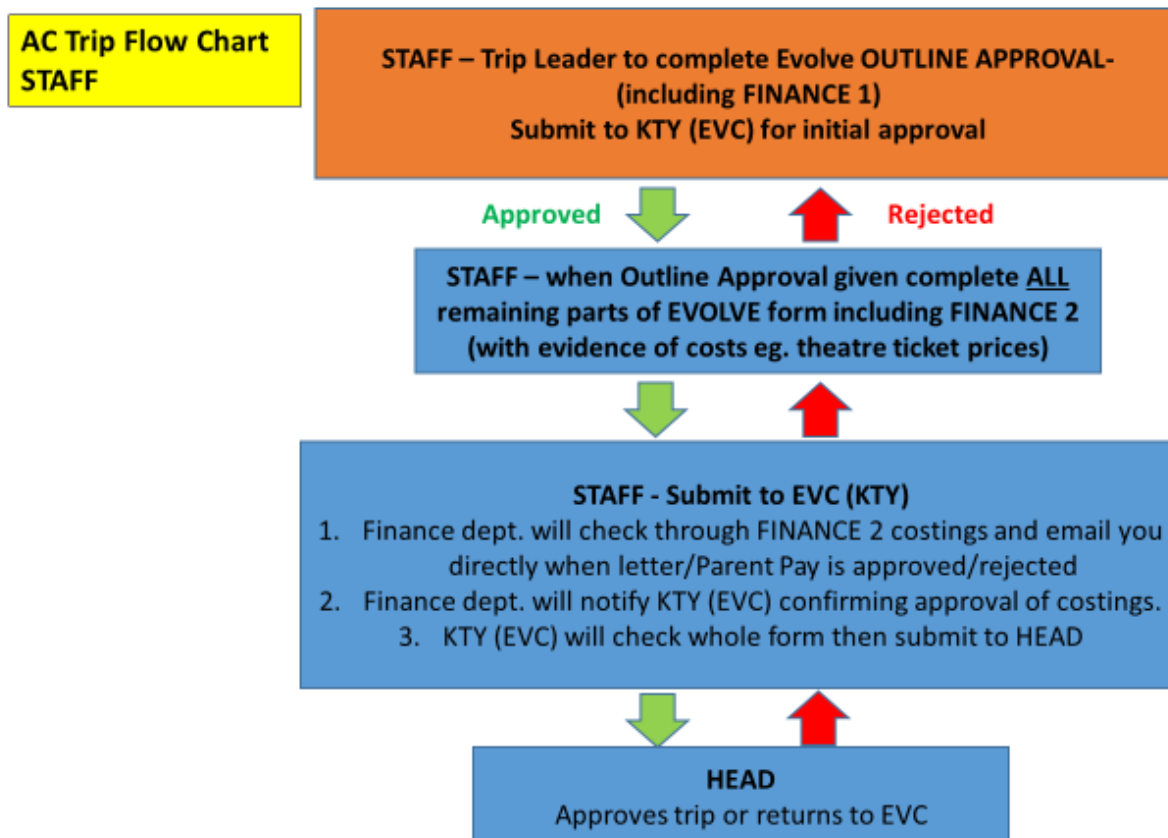 AC Trip Flow Chart
STAFF
STAFF – Trip Leader to complete Evolve OUTLINE APPROVAL-
(including FINANCE 1)
Submit to KTY (EVC) for initial approval
Approved
Rejected
STAFF – when Outline Approval given complete ALL
remaining parts of EVOLVE form including FINANCE 2
(with evidence of costs eg. theatre ticket prices)
STAFF - Submit to EVC (KTY)
1. Finance dept. will check through FINANCE 2 costings and email you
directly when letter/Parent Pay is approved/rejected
2. Finance dept. will notify KTY (EVC) confirming approval of costings.
3. KTY (EVC) will check whole form then submit to HEAD
HEAD
Approves trip or returns to EVC